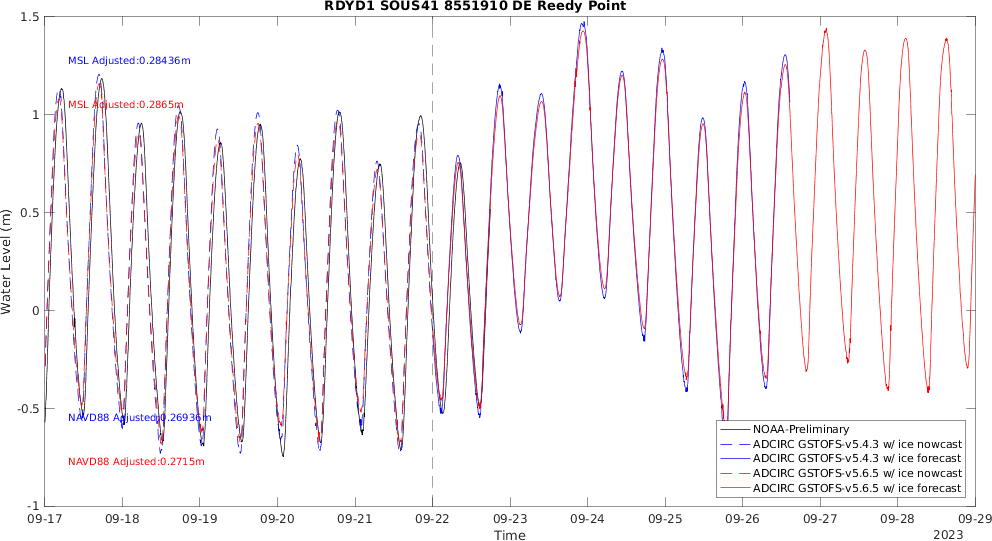 RDYD1 SOUS41 8551910 DE Reedy Point
1.5
1
0.5
0
-0.5
-1
Water Level (m)
MSL Adjusted:0.28436m
MSL Adjusted:0.2865m
NAVD88 Adjusted:0.26936m
NAVD88 Adjusted:0.2715m
NOAA-Preliminary
ADCIRC GSTOFS-v5.4.3 w/ ice nowcast
ADCIRC GSTOFS-v5.4.3 w/ ice forecast
ADCIRC GSTOFS-v5.6.5 w/ ice nowcast
ADCIRC GSTOFS-v5.6.5 w/ ice forecast
09-17 09-18 09-19 09-20 09-21 09-22 09-23 09-24 09-25 09-26 09-27 09-28 09-29
Time
2023